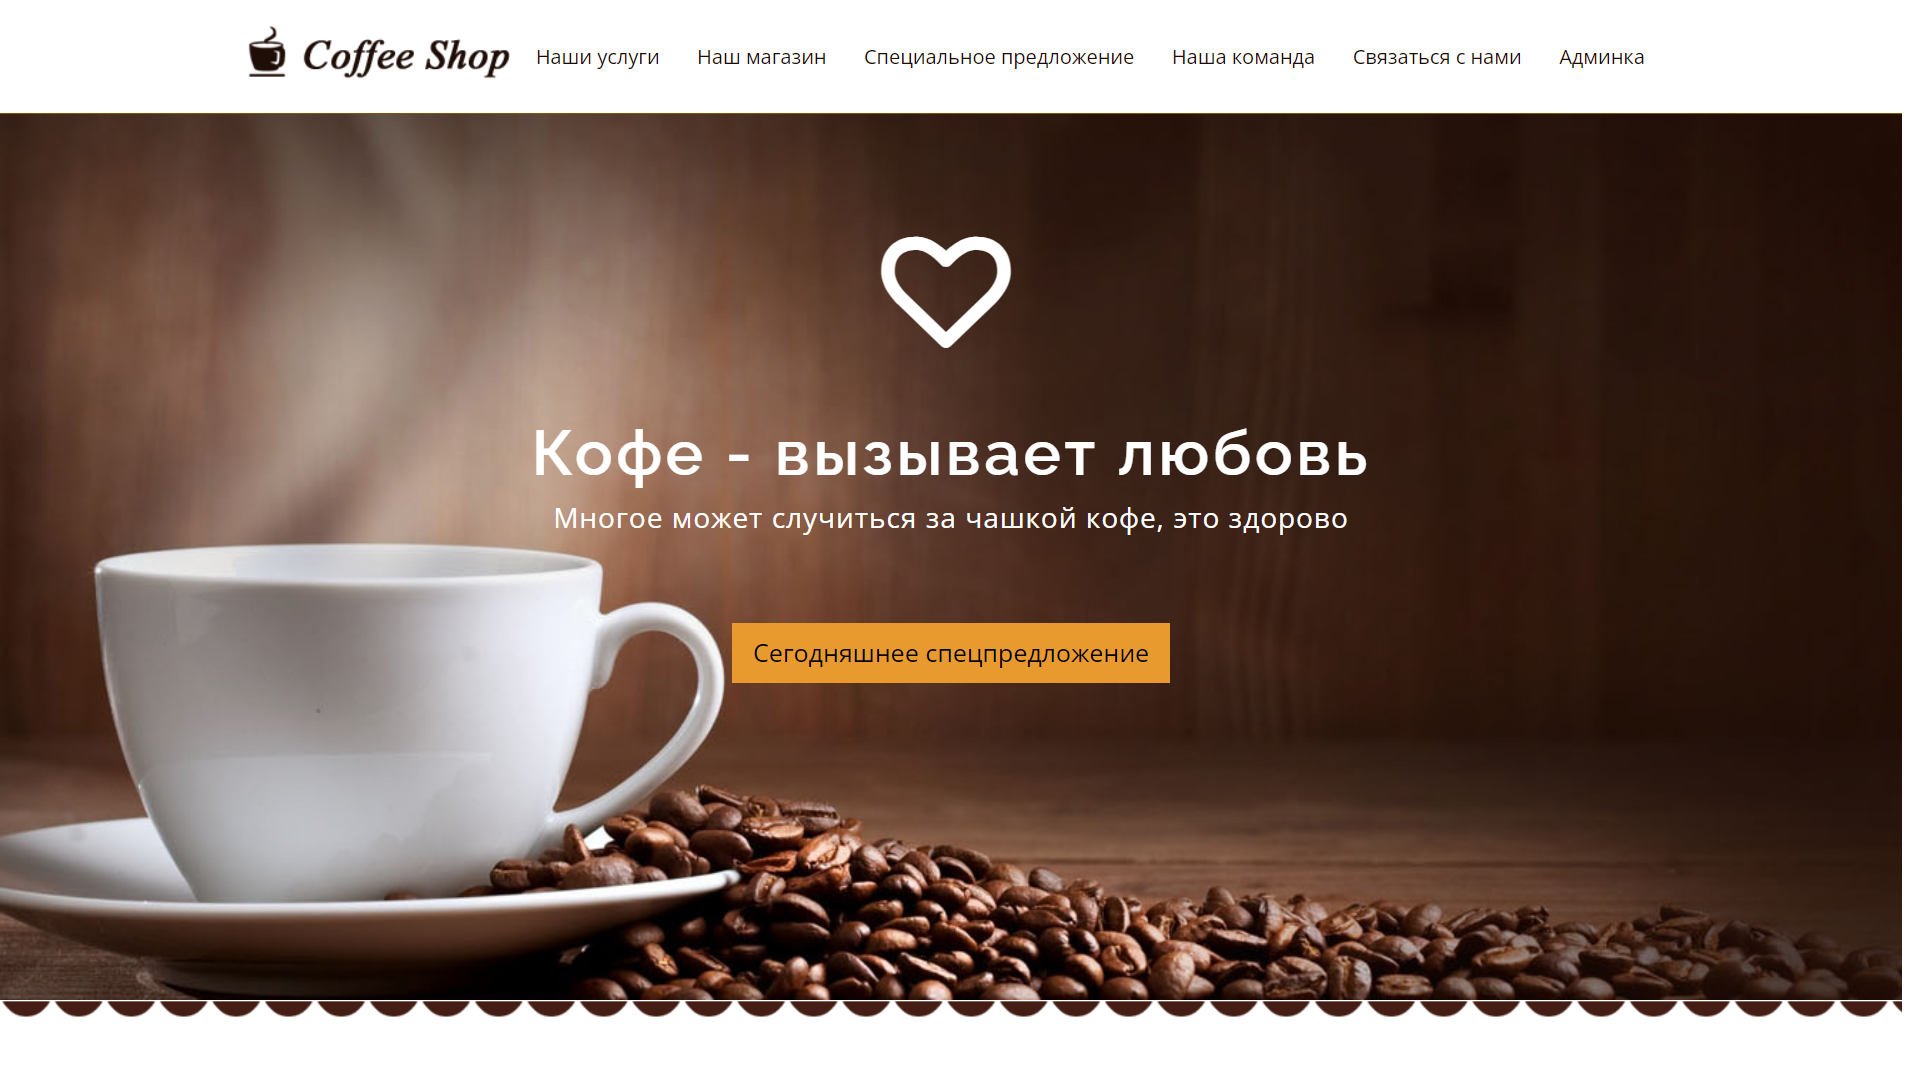 Coffee Shop
Наши услуги Наш магазин Специальное предложение Наша команда Связаться с нами Админка
Кофе - вызывает любовь
Многое может случиться за чашкой кофе, это здорово
Сегодняшнее спецпредложение